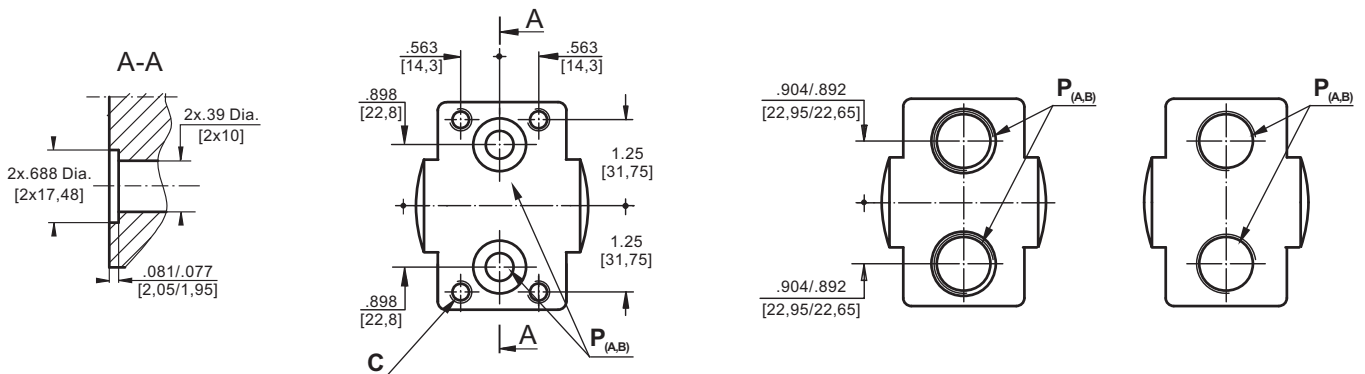 A-A
2x.39 Dia.
[2x10]
2x.688 Dia.
[2x17,48]
.081/.077
[2,05/1,95]
A
.563
[14,3]
.563
[14,3]
.898
[22,8]
1.25
[31,75]
1.25
[31,75]
.898
[22,8]
A
C
P(A,B)
.904/.892
[22,95/22,65]
P(A,B)
.904/.892
[22,95/22,65]
P(A,B)